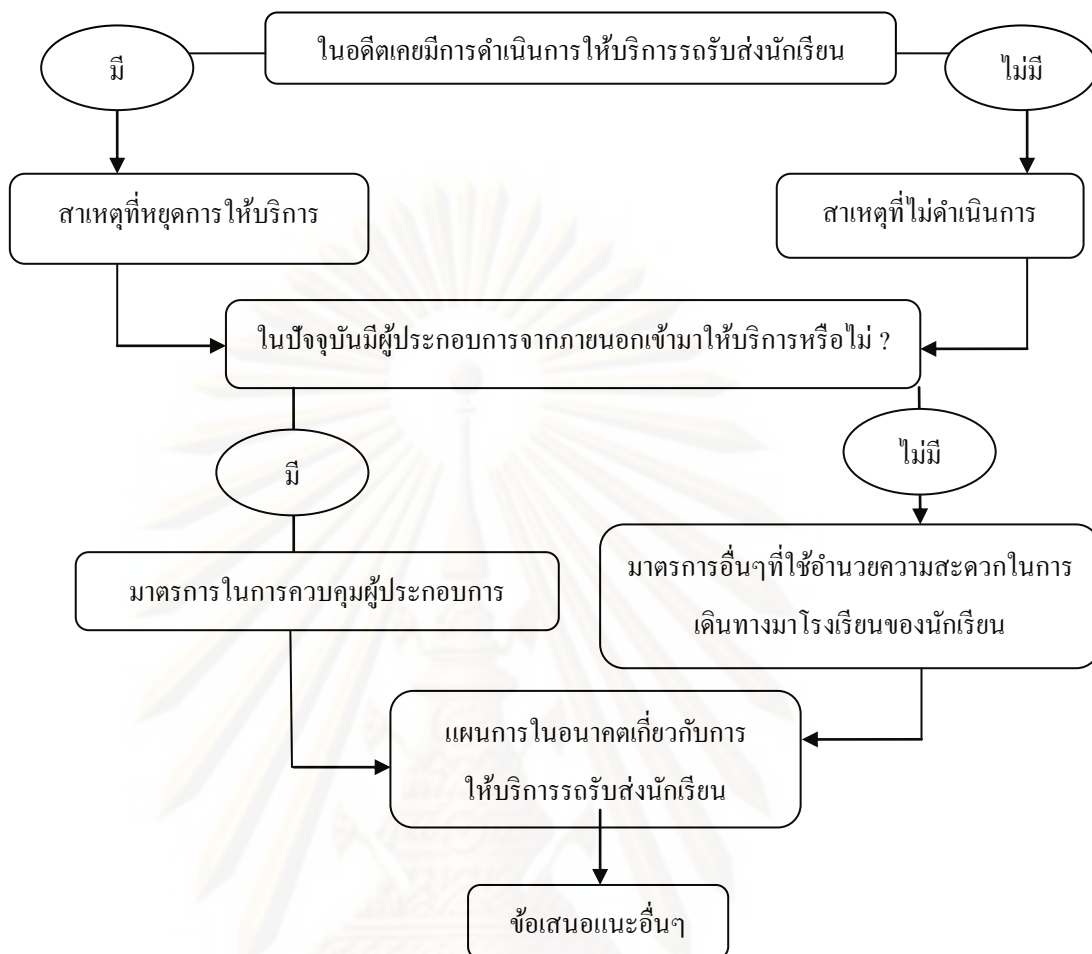 ในอดีตเคยมีการดำเนินการให้บริการรถรับส่งนักเรียน
มี
ไม่มี
สาเหตุที่หยุดการให้บริการ
สาเหตุที่ไม่ดำเนินการ
ในปัจจุบันมีผู้ประกอบการจากภายนอกเข้ามาให้บริการหรือไม่ ?
มี
ไม่มี
มาตรการในการควบคุมผู้ประกอบการ
มาตรการอื่นๆที่ใช้อำนวยความสะดวกในการ
เดินทางมาโรงเรียนของนักเรียน
แผนการในอนาคตเกี่ยวกับการ
ให้บริการรถรับส่งนักเรียน
ข้อเสนอแนะอื่นๆ